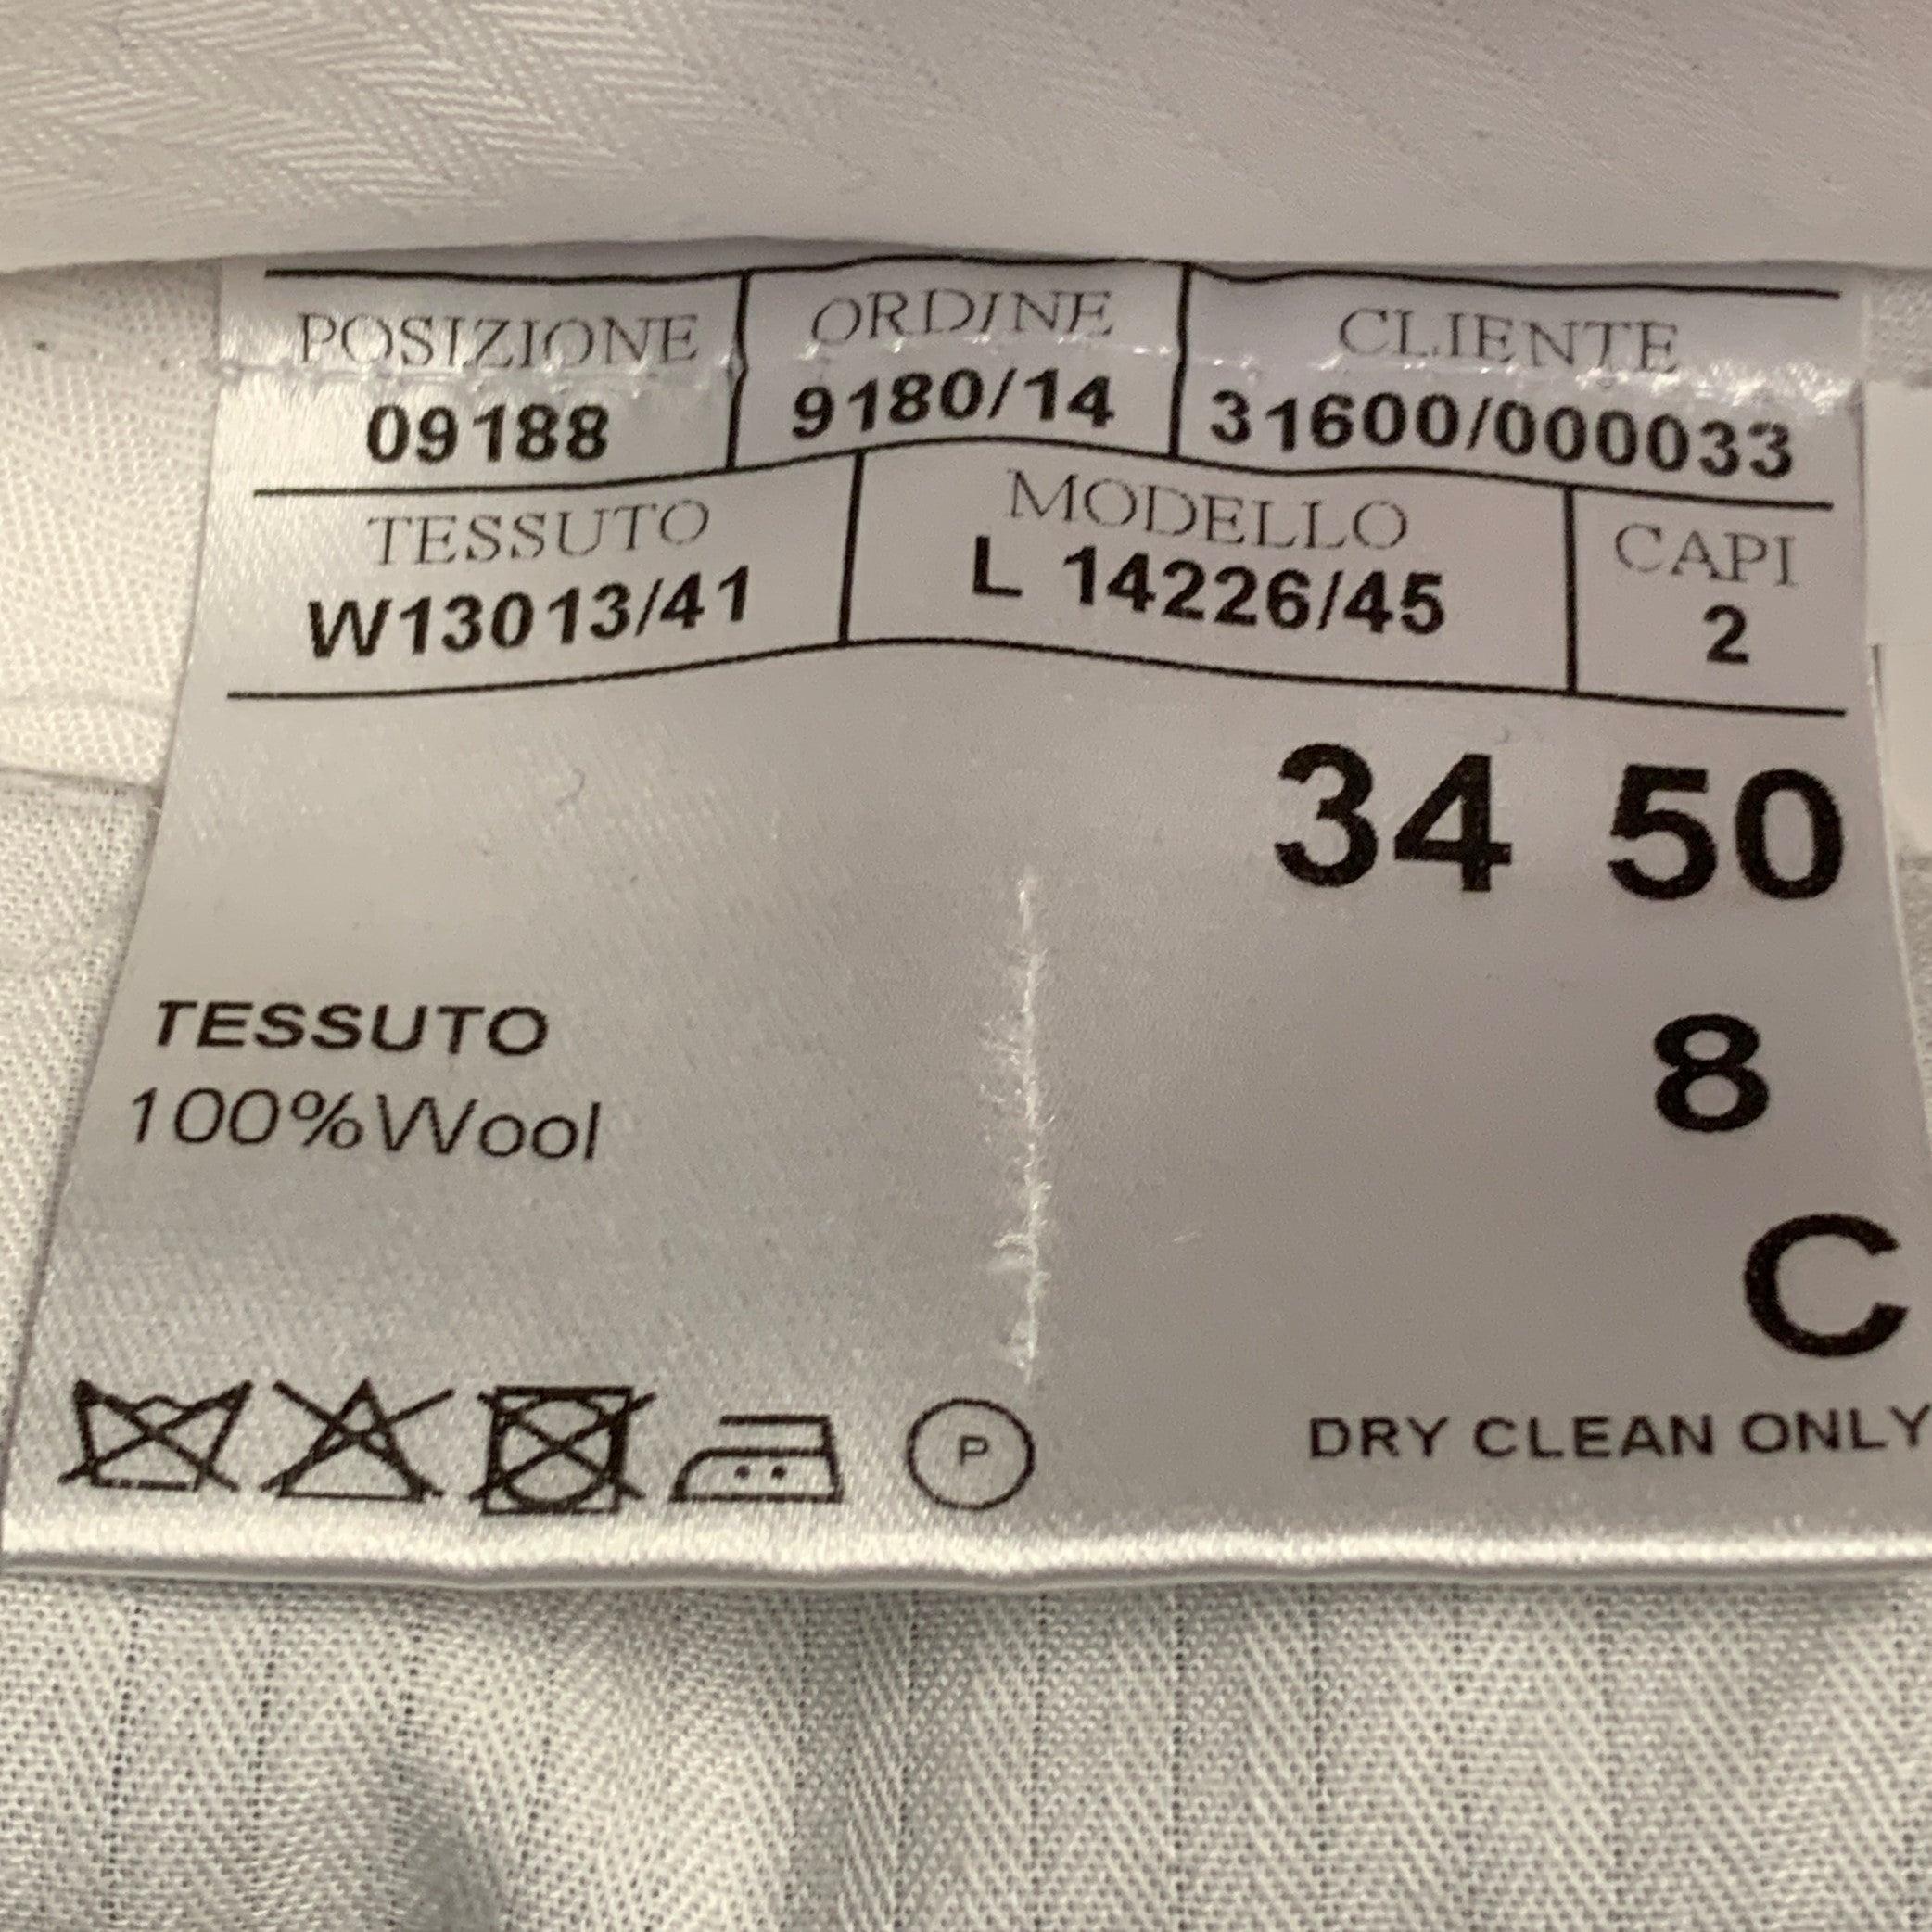 POSIZIONE ORDINE CLIENTE
09188 9180/14 31600/000033
TESSUTO MODELLO CAPI
W13013/41 L 14226/45 2
34 50
TESSUTO 8
100%Wool
C
P DRY CLEAN ONLY